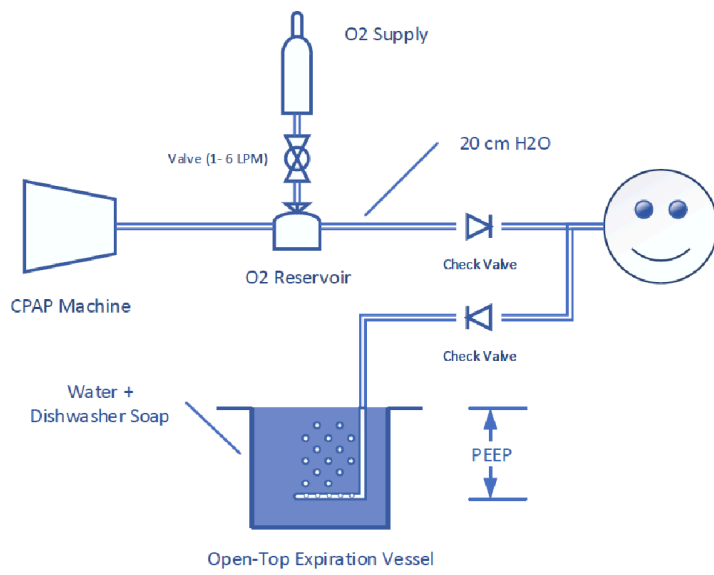 O2 Supply
Valve (1- 6 LPM)
20 cm H2O
O2 Reservoir
Check Valve
CPAP Machine
Check Valve
Water +
Dishwasher Soap
PEEP
Open-Top Expiration Vessel